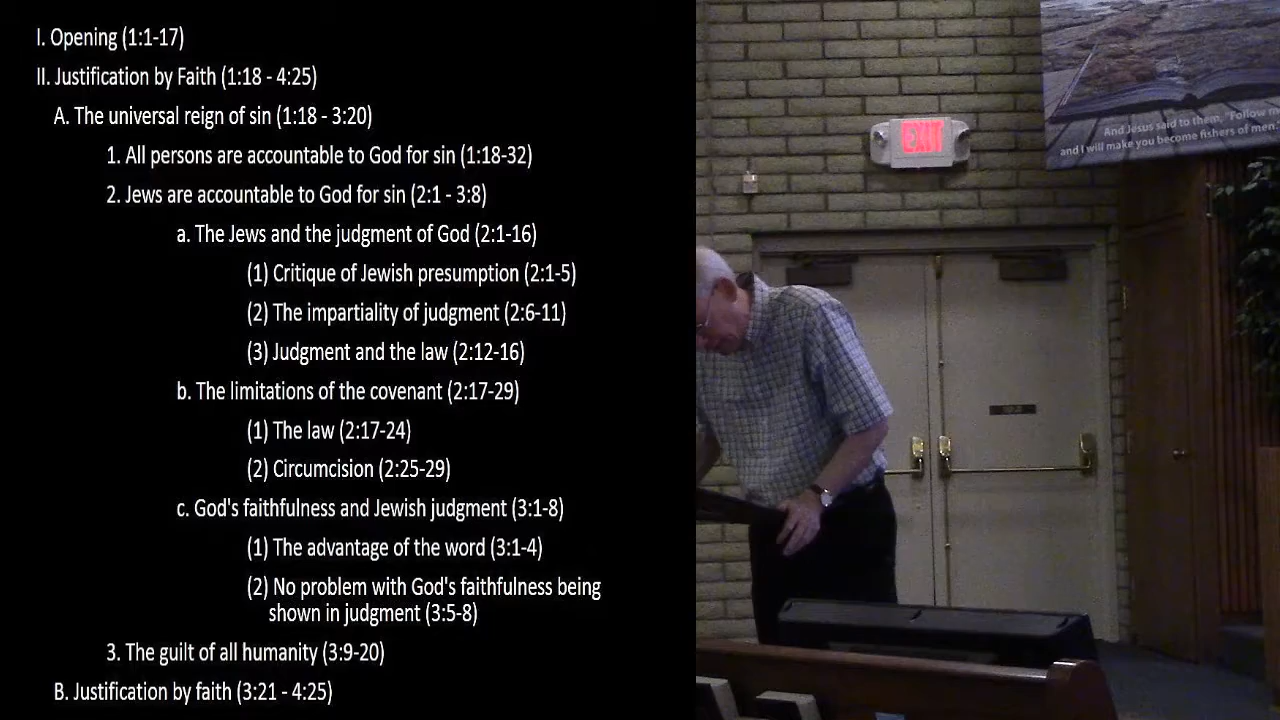 I. Opening (1:1-17)
II. Justification by Faith (1:18 - 4:25)
A. The universal reign of sin (1:18 - 3:20)
1. All persons are accountable to God for sin (1:18-32)
2. Jews are accountable to God for sin (2:1 - 3:8)
a. The Jews and the judgment of God (2:1-16)
(1) Critique of Jewish presumption (2:1-5)
(2) The impartiality of judgment (2:6-11)
(3) Judgment and the law (2:12-16)
b. The limitations of the covenant (2:17-29)
(1) The law (2:17-24)
(2) Circumcision (2:25-29)
c. God's faithfulness and Jewish judgment (3:1-8)
(1) The advantage of the word (3:1-4)
(2) No problem with God's faithfulness being
shown in judgment (3:5-8)
3. The guilt of all humanity (3:9-20)
B. Justification by faith (3:21 - 4:25)
EXIT
And Jesus said to them, "Follow me
and I will make you become fishers of men."